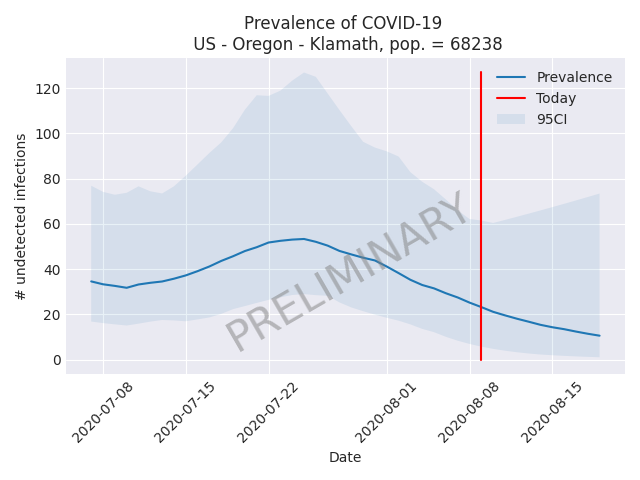 Prevalence of COVID-19
US - Oregon - Klamath, pop. = 68238
# undetected infections
120
100
80
60
40
20
0
Prevalence
Today
95CI
PRELIMINARY
2020-07-08
2020-07-15
2020-07-22
2020-08-01
2020-08-08
2020-08-15
Date